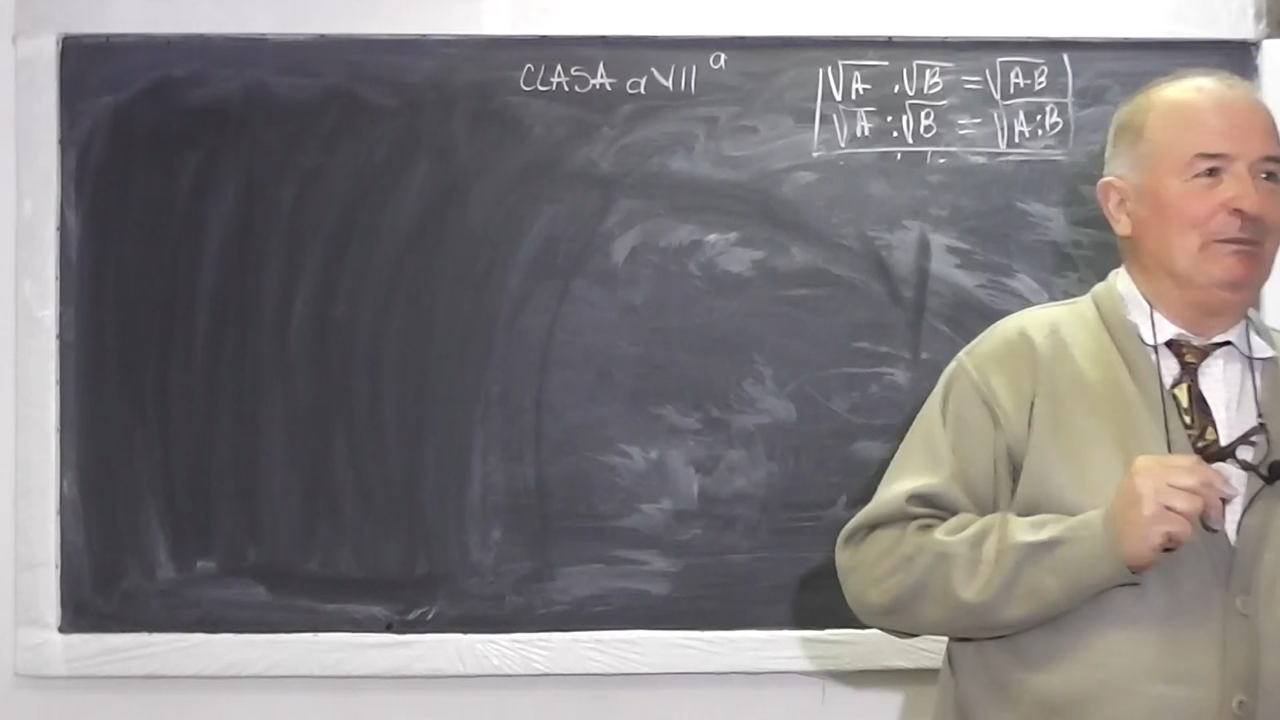 CLASA a VII a
√A · √B = √A·B
√A : √B = √A:B